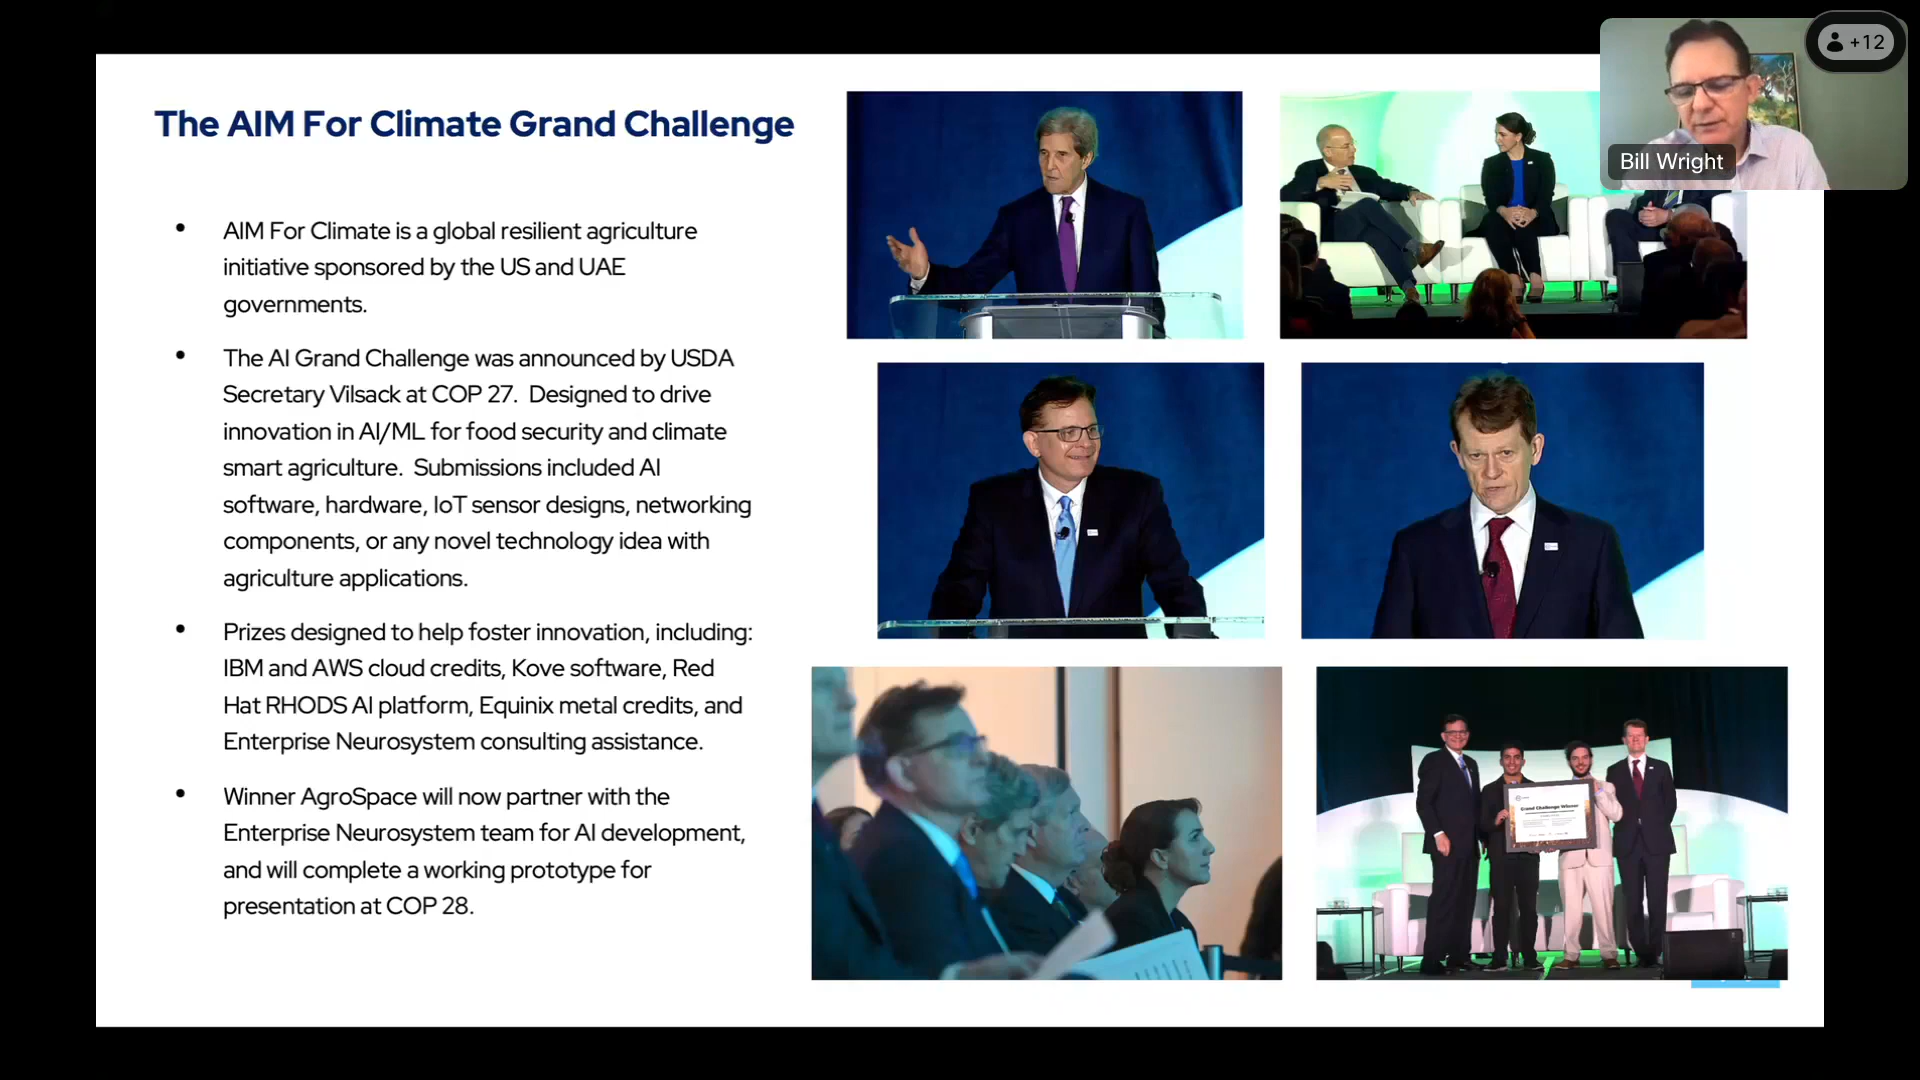 +12
Bill Wright
The AIM For Climate Grand Challenge
• AIM For Climate is a global resilient agriculture
initiative sponsored by the US and UAE
governments.
• The AI Grand Challenge was announced by USDA
Secretary Vilsack at COP 27. Designed to drive
innovation in AI/ML for food security and climate
smart agriculture. Submissions included AI
software, hardware, IoT sensor designs, networking
components, or any novel technology idea with
agriculture applications.
• Prizes designed to help foster innovation, including:
IBM and AWS cloud credits, Kove software, Red
Hat RHODS AI platform, Equinix metal credits, and
Enterprise Neurosystem consulting assistance.
• Winner AgroSpace will now partner with the
Enterprise Neurosystem team for AI development,
and will complete a working prototype for
presentation at COP 28.
Grand Challenge Winner